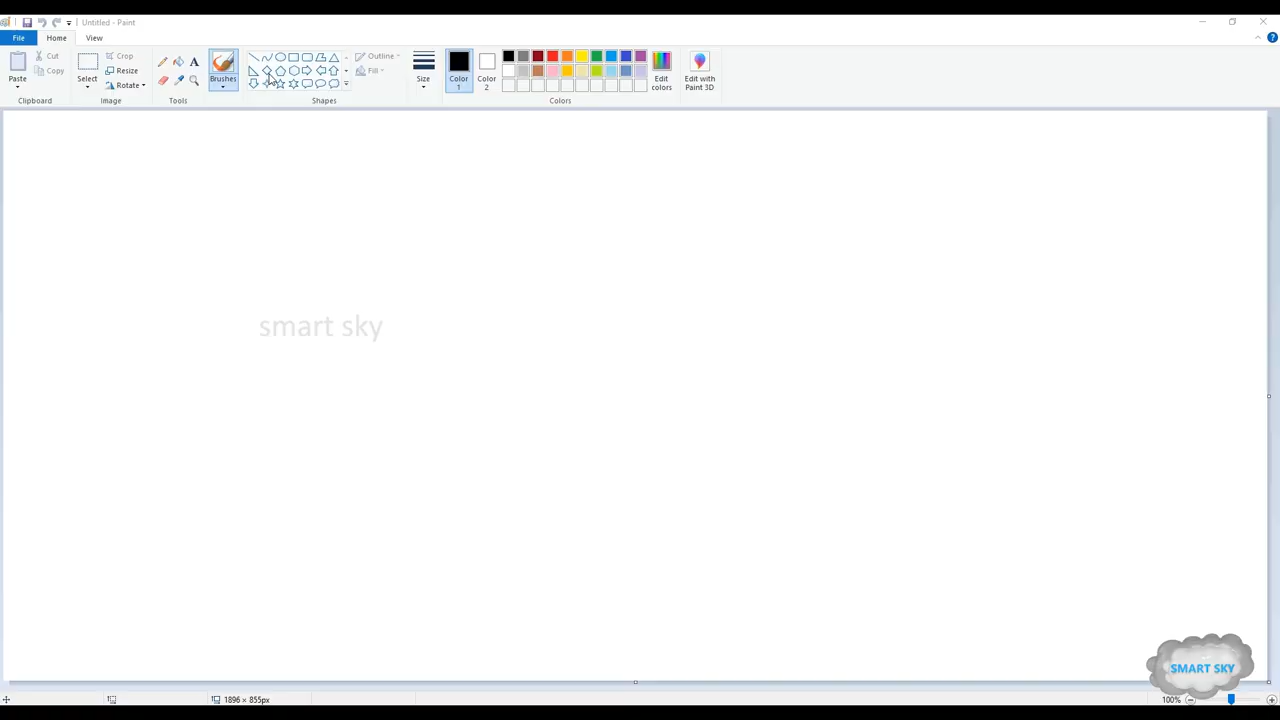 Untitled - Paint
File Home View
Cut
Copy
Paste
Clipboard
Crop
Resize
Rotate
Select
Image
A
Tools
Brushes
Outline
Fill
Shapes
Size
Color 1
Color 2
Edit colors
Colors
Edit with Paint 3D
smart sky
SMART SKY
1896 × 855px
100%